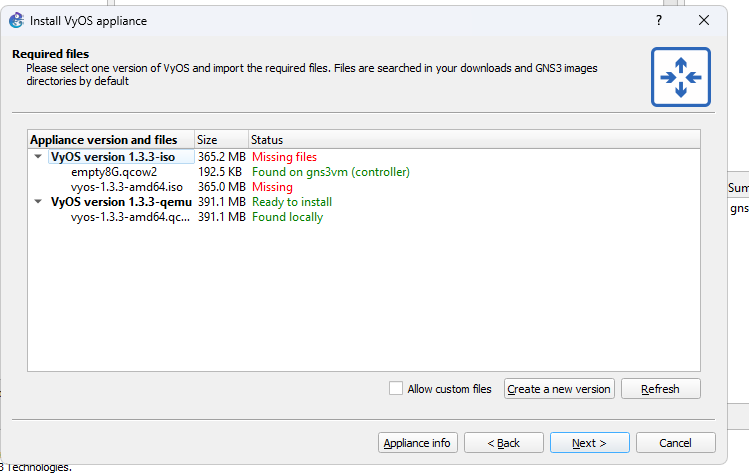 Install VyOS appliance
?
Required files
Please select one version of VyOS and import the required files. Files are searched in your downloads and GNS3 images
directories by default
Appliance version and files Size Status
VyOS version 1.3.3-iso 365.2 MB Missing files
empty8G.qcow2 192.5 KB Found on gns3vm (controller)
vyos-1.3.3-amd64.iso 365.0 MB Missing
VyOS version 1.3.3-qemu 391.1 MB Ready to install
vyos-1.3.3-amd64.qc... 391.1 MB Found locally
Sum
gns
Allow custom files Create a new version Refresh
Appliance info < Back Next > Cancel
3 Technologies.